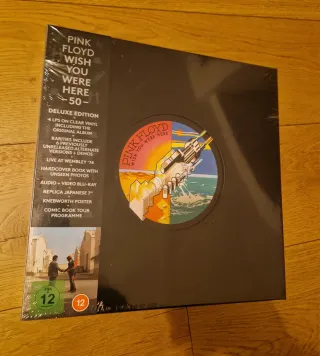 PINK
FLOYD
WISH
YOU
WERE
HERE
-50-
DELUXE EDITION
4 LPS ON CLEAR VINYL
INCLUDING THE
ORIGINAL ALBUM
RARITIES INCLUDE
6 PREVIOUSLY
UNRELEASED ALTERNATE
VERSIONS + DEMOS
LIVE AT WEMBLEY '74
HARDCOVER BOOK WITH
UNSEEN PHOTOS
AUDIO + VIDEO BLU-RAY
REPLICA JAPANESE 7"
KNEBWORTH POSTER
COMIC BOOK TOUR
PROGRAMME
PINK FLOYD
WISH YOU WERE HERE
12
12